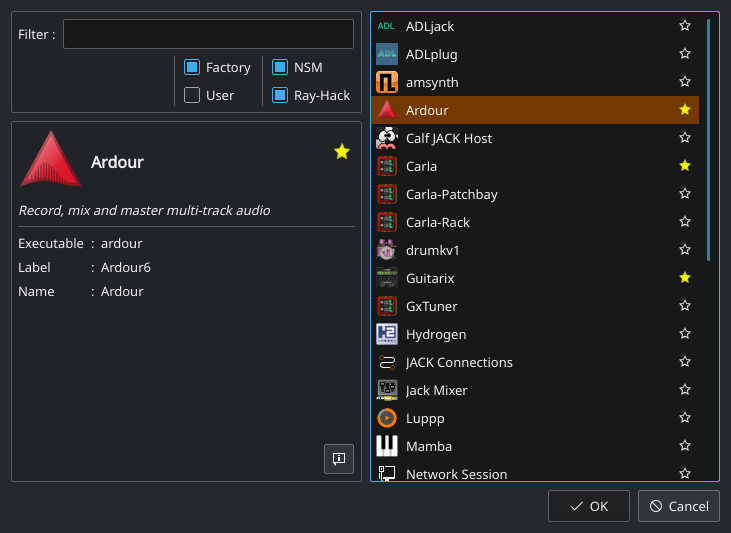 Filter :
Factory
NSM
User
Ray-Hack
Ardour
Record, mix and master multi-track audio
Executable : ardour
Label : Ardour6
Name : Ardour
ADL ADLjack
ADL ADLplug
amsynth
Ardour
Calf JACK Host
Carla
Carla-Patchbay
Carla-Rack
drumkv1
Guitarix
GxTuner
H2 Hydrogen
JACK Connections
Jack Mixer
Luppp
Mamba
Network Session
OK
Cancel